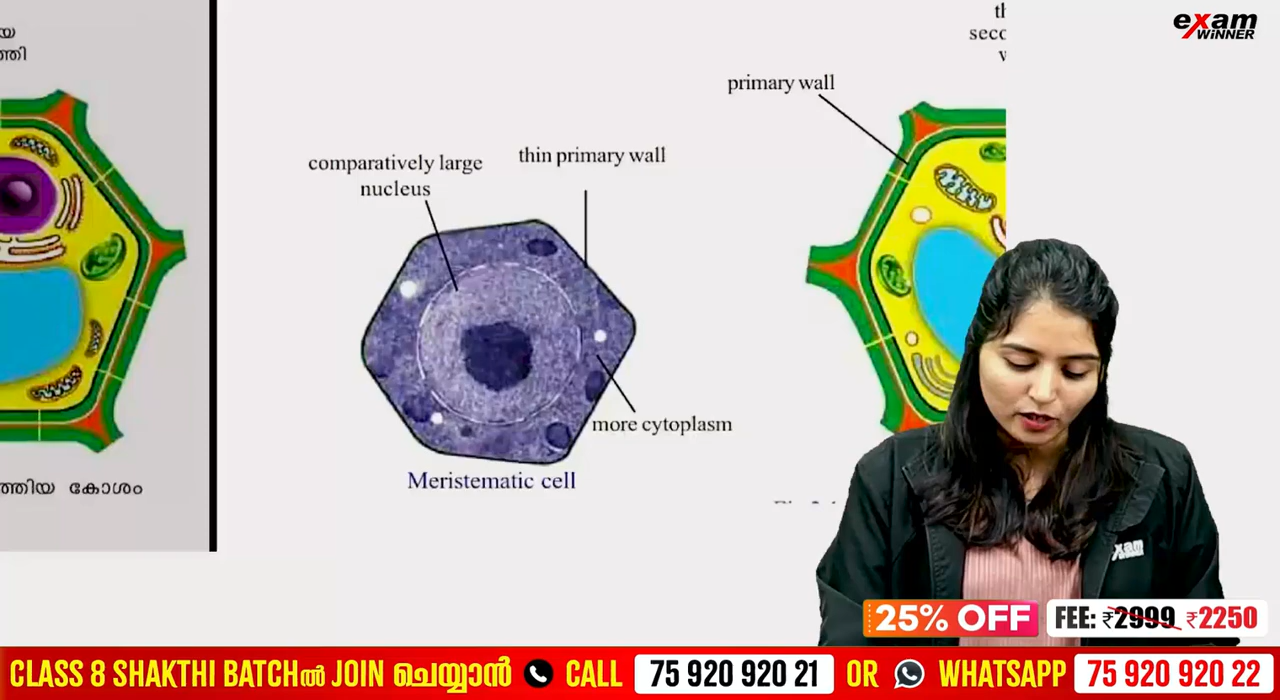 യ
ത്തി
ത്തിയ കോശം
comparatively large
nucleus
thin primary wall
more cytoplasm
Meristematic cell
primary wall
exam
WiNNER
exam
25% OFF
FEE: ₹2999 ₹2250
CLASS 8 SHAKTHI BATCHൽ JOIN ചെയ്യാൻ CALL 75 920 920 21 OR WHATSAPP 75 920 920 22